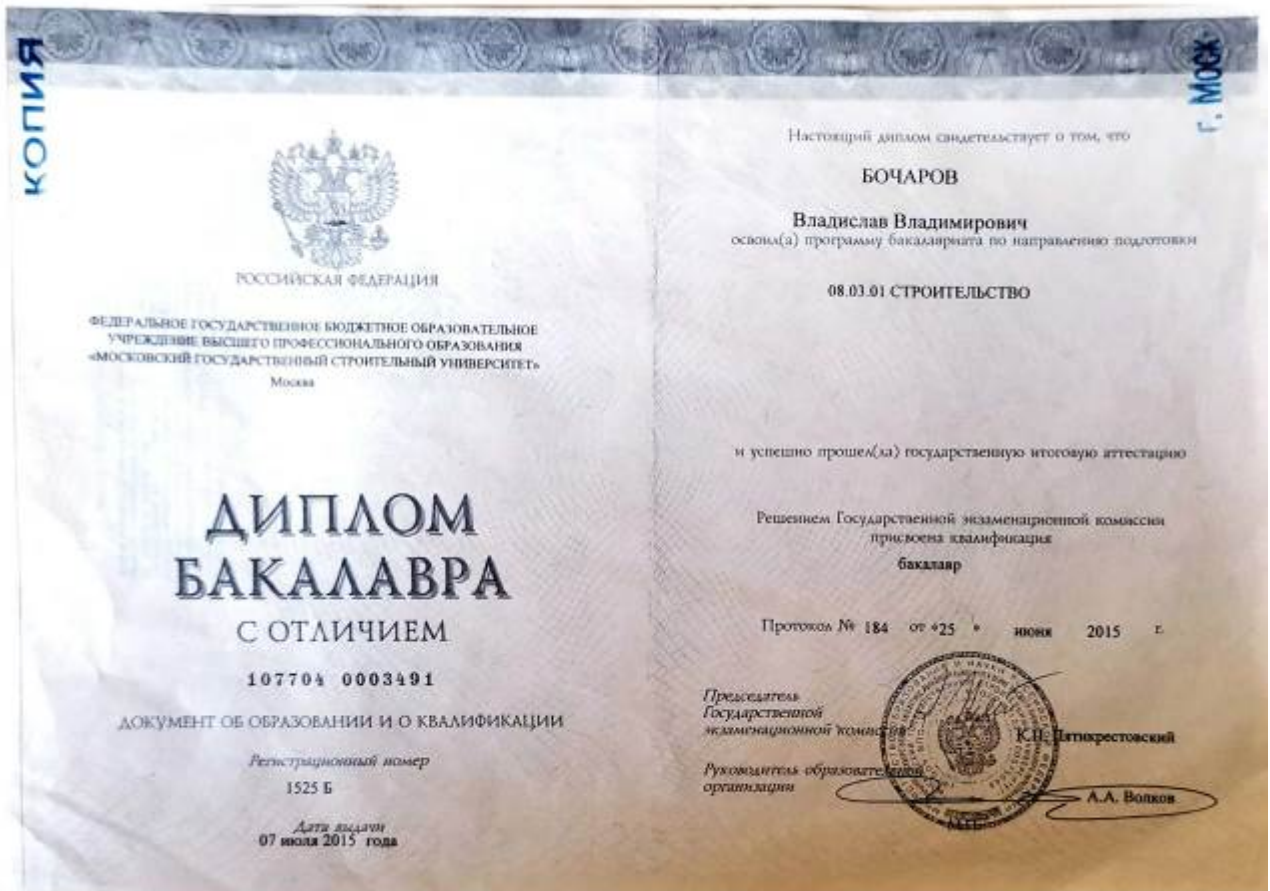 КОПИЯ
РОССИЙСКАЯ ФЕДЕРАЦИЯ
ФЕДЕРАЛЬНОЕ ГОСУДАРСТВЕННОЕ БЮДЖЕТНОЕ ОБРАЗОВАТЕЛЬНОЕ
УЧРЕЖДЕНИЕ ВЫСШЕГО ПРОФЕССИОНАЛЬНОГО ОБРАЗОВАНИЯ
«МОСКОВСКИЙ ГОСУДАРСТВЕННЫЙ СТРОИТЕЛЬНЫЙ УНИВЕРСИТЕТ»
Москва
ДИПЛОМ
БАКАЛАВРА
С ОТЛИЧИЕМ
107704 0003491
ДОКУМЕНТ ОБ ОБРАЗОВАНИИ И О КВАЛИФИКАЦИИ
Регистрационный номер
1525 Б
Дата выдачи
07 июля 2015 года
г. МОСК
Настоящий диплом свидетельствует о том, что
БОЧАРОВ
Владислав Владимирович
освоил(а) программу бакалавриата по направлению подготовки
08.03.01 СТРОИТЕЛЬСТВО
и успешно прошел(ла) государственную итоговую аттестацию
Решением Государственной экзаменационной комиссии
присвоена квалификация
бакалавр
Протокол № 184 от «25 » июня 2015 г.
Председатель
Государственной
экзаменационной комиссии
К.П. Пятикрестовский
Руководитель образовательной
организации
А.А. Волков